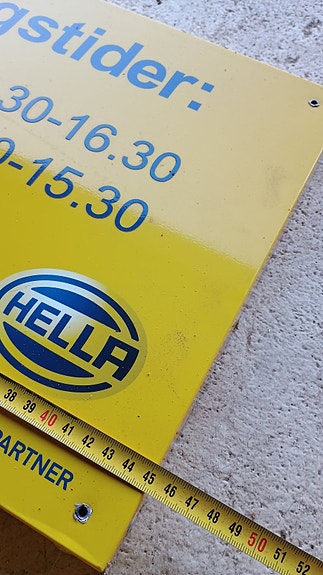 gstider:
.30-16.30
0-15.30
HELLA
38 39 40 41 42 43 44 45 46 47 48 49 50 51 52
PARTNER